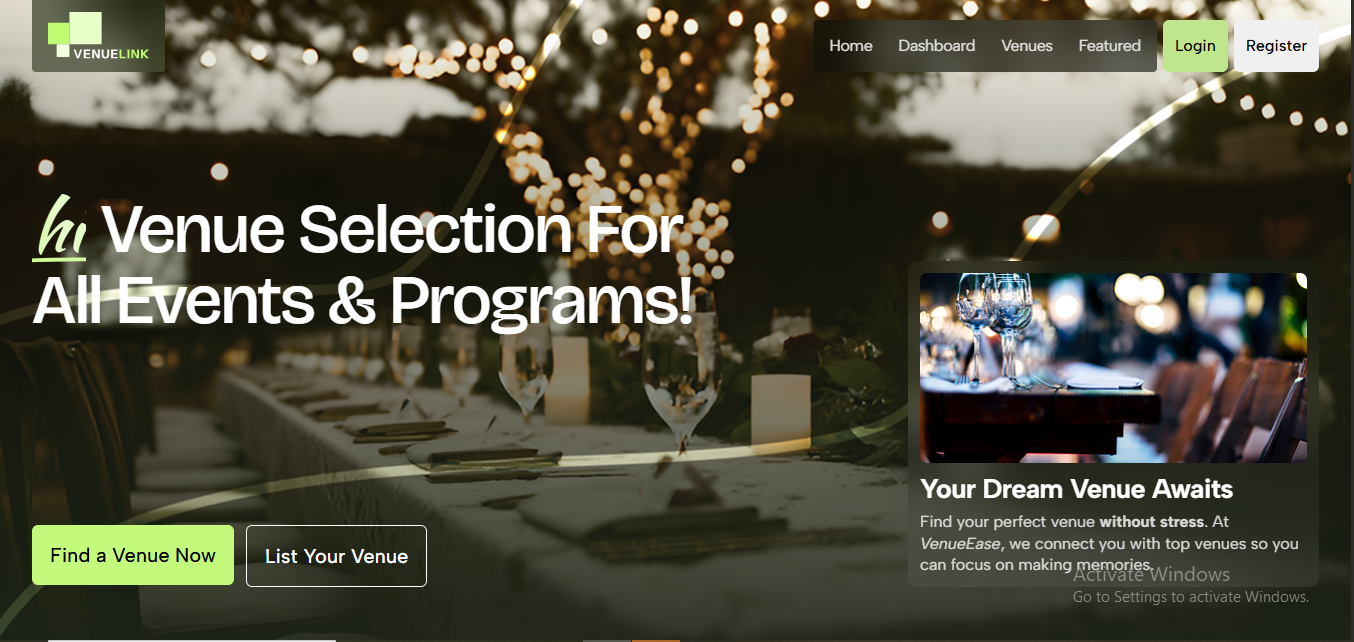 VENUELINK
Home Dashboard Venues Featured Login Register
hi Venue Selection For
All Events & Programs!
Your Dream Venue Awaits
Find your perfect venue without stress. At
VenueEase, we connect you with top venues so you
can focus on making memories.
Find a Venue Now List Your Venue
Activate Windows
Go to Settings to activate Windows.